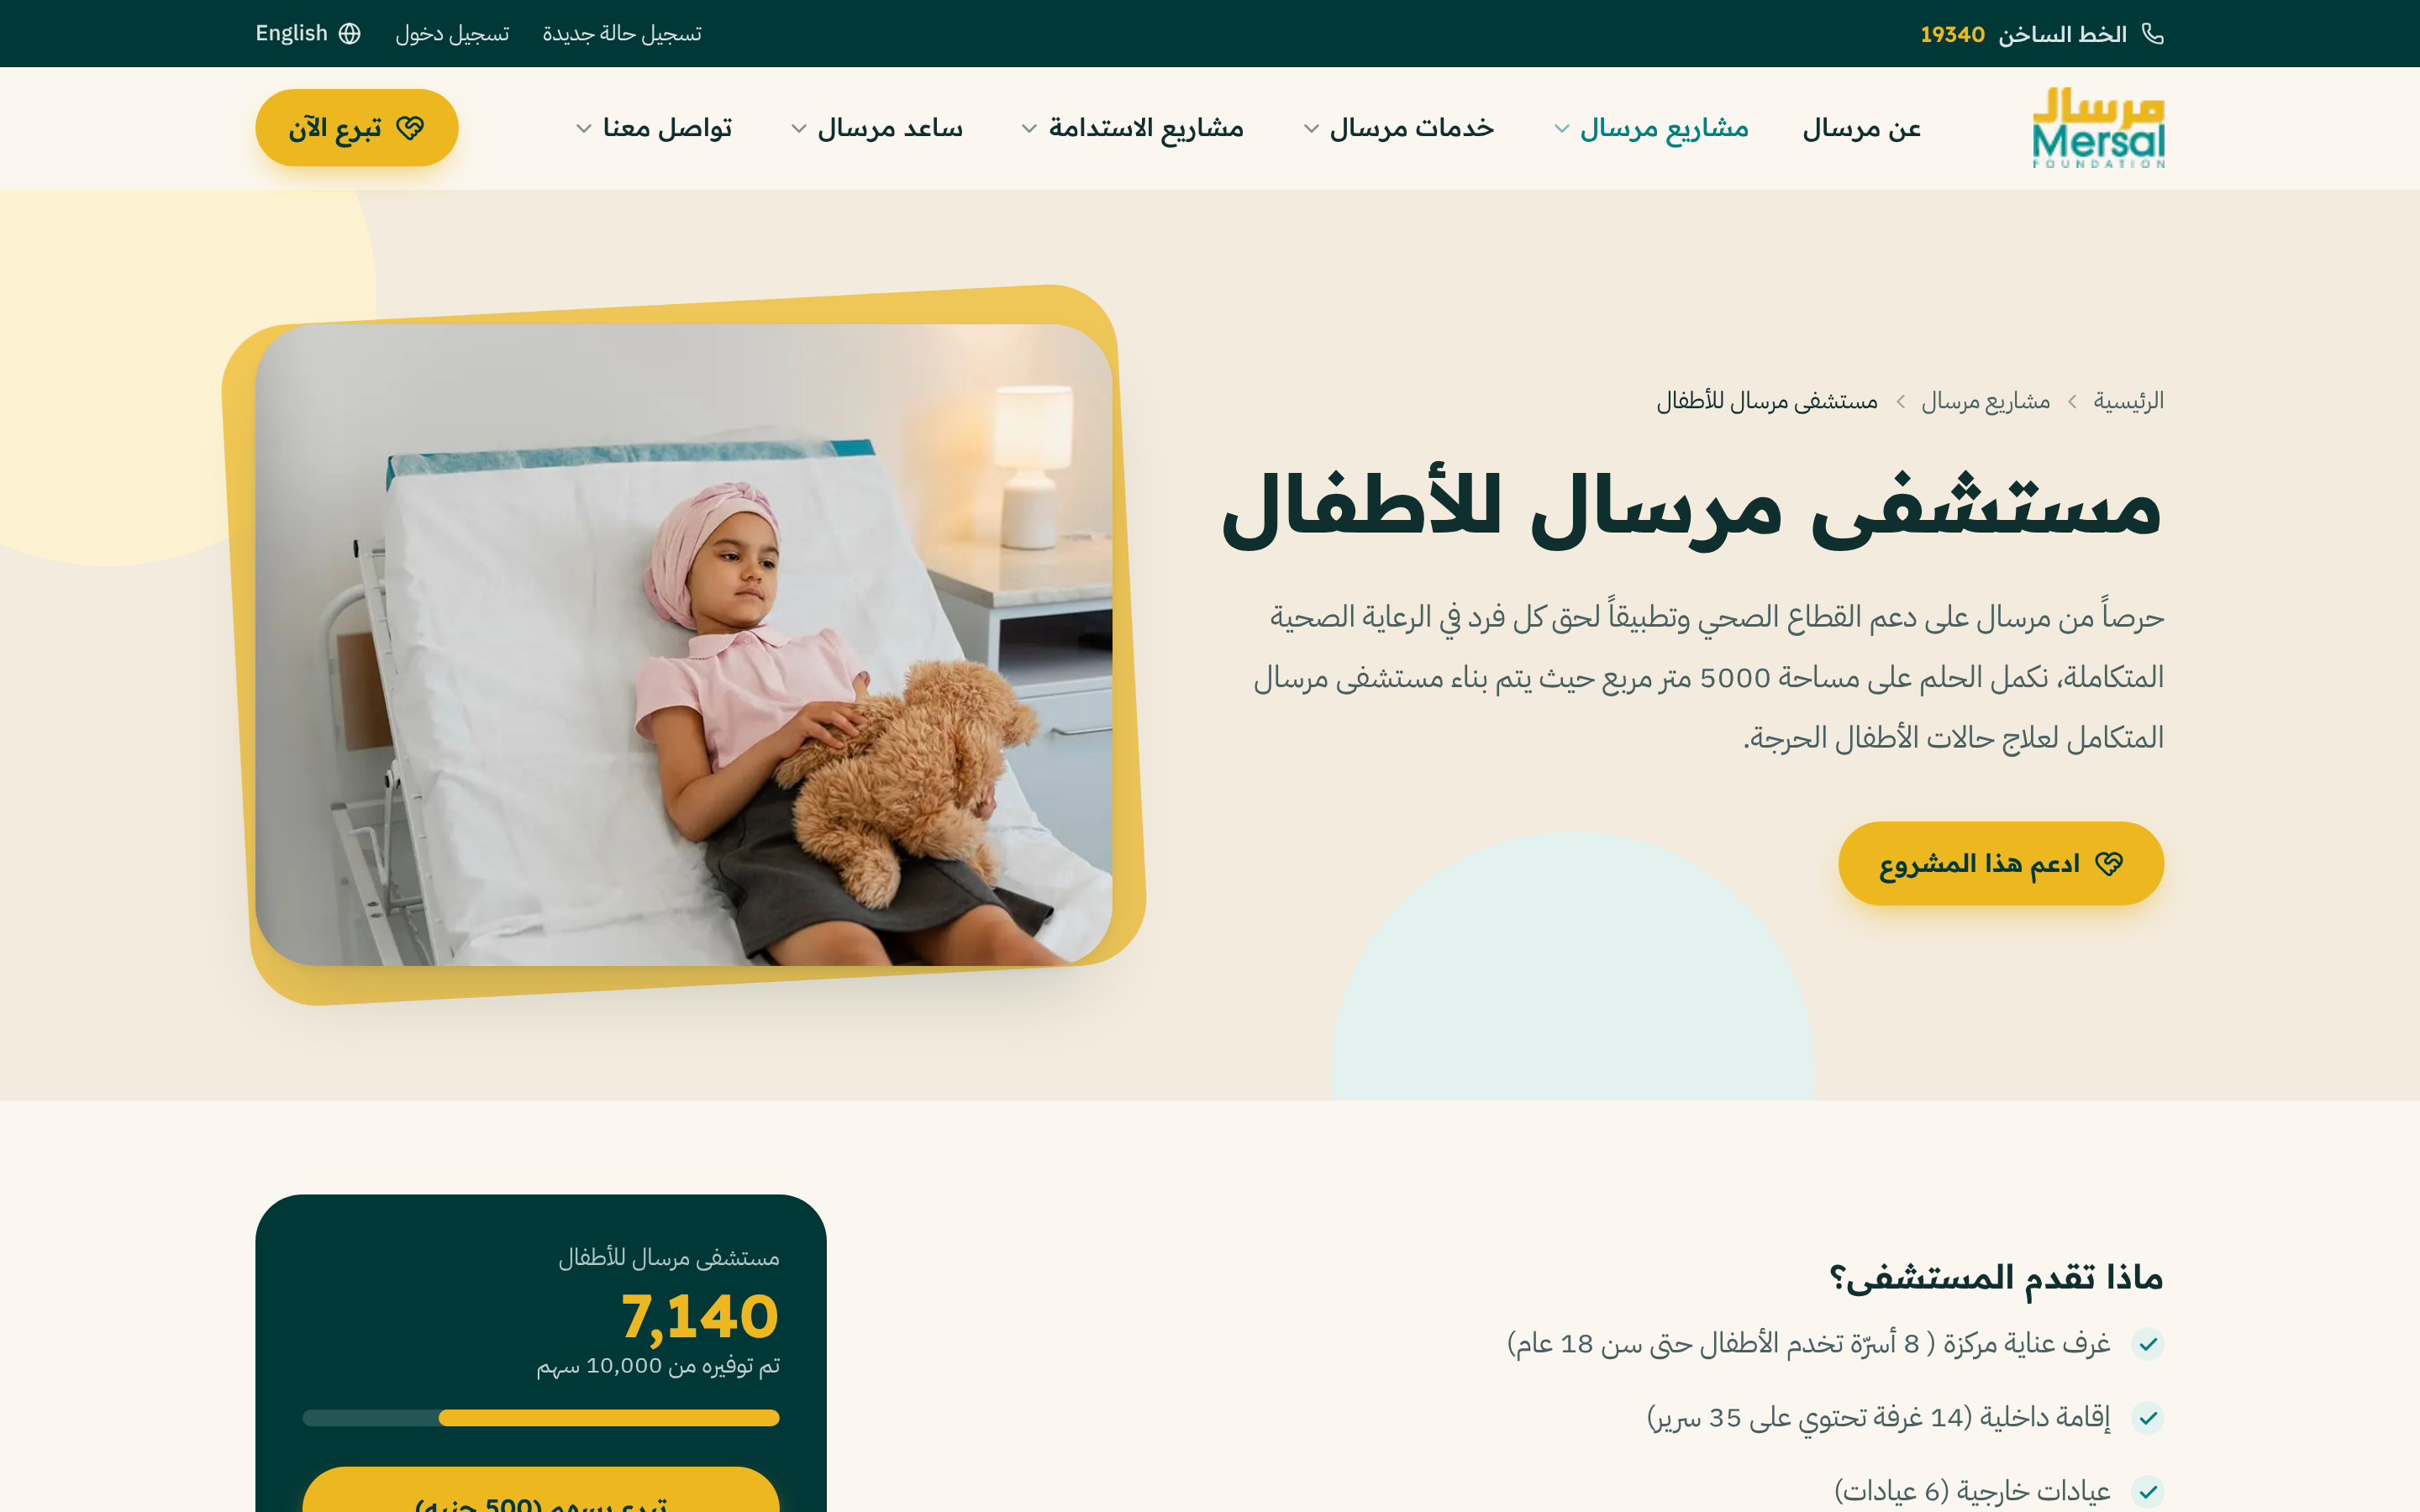 الخط الساخن 19340
تسجيل حالة جديدة
تسجيل دخول
English
مرسال
Mersal
FOUNDATION
عن مرسال
مشاريع مرسال
خدمات مرسال
مشاريع الاستدامة
ساعد مرسال
تواصل معنا
تبرع الآن
الرئيسية
مشاريع مرسال
مستشفى مرسال للأطفال
مستشفى مرسال للأطفال
حرصاً من مرسال على دعم القطاع الصحي وتطبيقاً لحق كل فرد في الرعاية الصحية
المتكاملة، نكمل الحلم على مساحة 5000 متر مربع حيث يتم بناء مستشفى مرسال
المتكامل لعلاج حالات الأطفال الحرجة.
ادعم هذا المشروع
ماذا تقدم المستشفى؟
غرف عناية مركزة ( 8 أسرّة تخدم الأطفال حتى سن 18 عام)
إقامة داخلية (14 غرفة تحتوي على 35 سرير)
عيادات خارجية (6 عيادات)
مستشفى مرسال للأطفال
7,140
تم توفيره من 10,000 سهم
تبرع بسهم (500 جنيه)